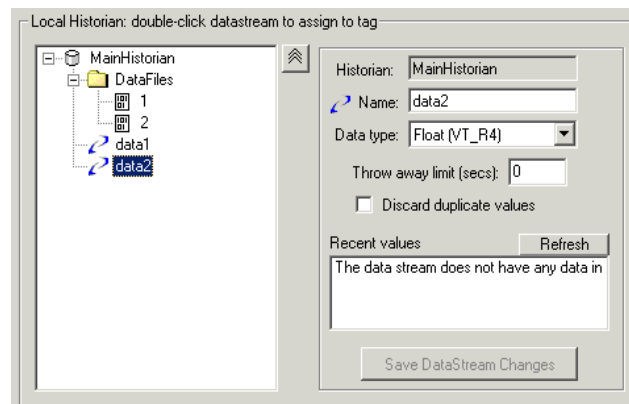 Local Historian: double-click datastream to assign to tag
MainHistorian
DataFiles
1
2
data1
data2
Historian: MainHistorian
Name: data2
Data type: Float (VT_R4)
Throw away limit (secs): 0
Discard duplicate values
Recent values Refresh
The data stream does not have any data in
Save DataStream Changes